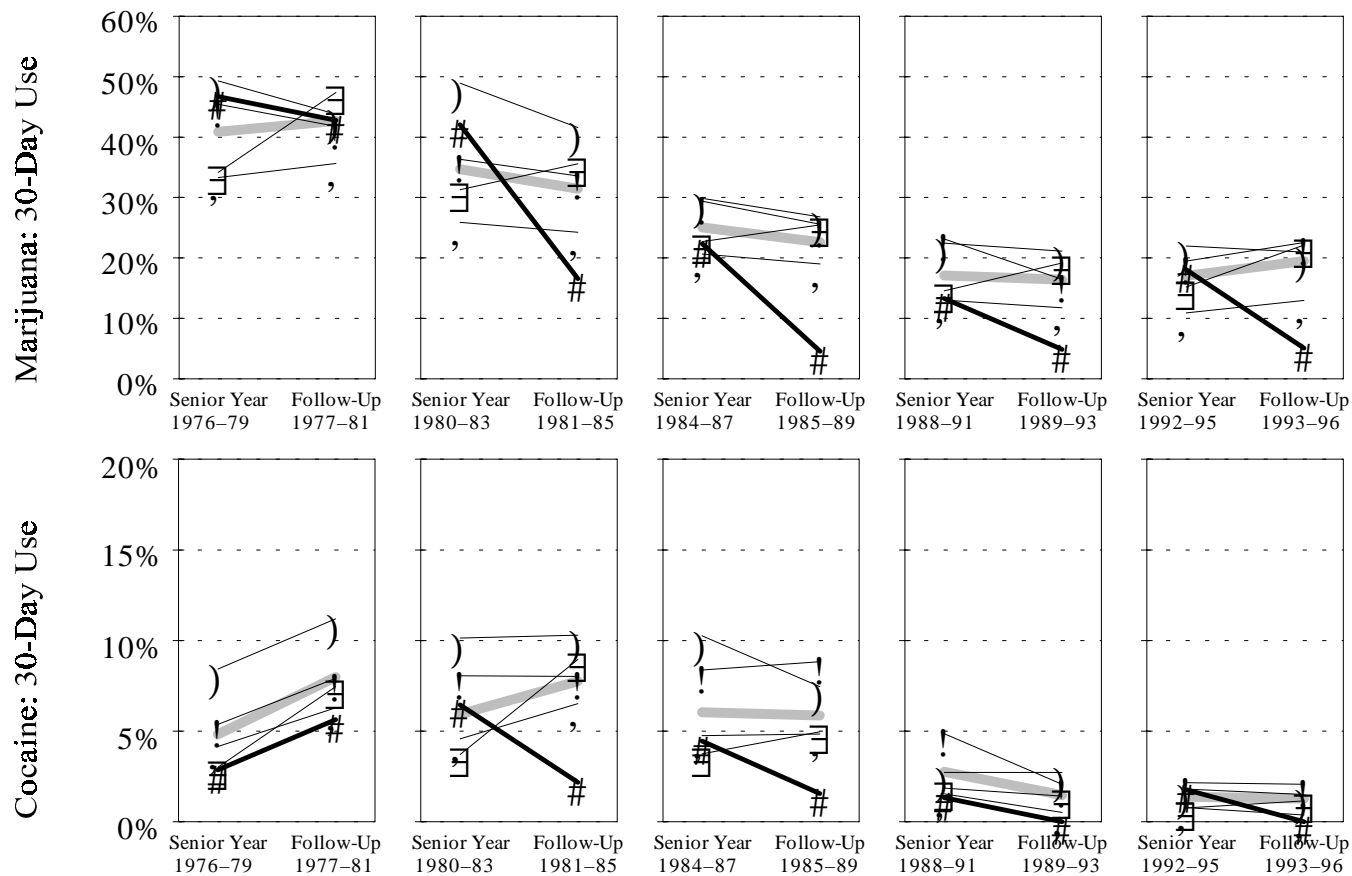 Marijuana: 30-Day Use
60%
50%
40%
30%
20%
10%
0%
Senior Year Follow-Up Senior Year Follow-Up Senior Year Follow-Up Senior Year Follow-Up Senior Year Follow-Up
1976–79 1977–81 1980–83 1981–85 1984–87 1985–89 1988–91 1989–93 1992–95 1993–96
Cocaine: 30-Day Use
20%
15%
10%
5%
0%
Senior Year Follow-Up Senior Year Follow-Up Senior Year Follow-Up Senior Year Follow-Up Senior Year Follow-Up
1976–79 1977–81 1980–83 1981–85 1984–87 1985–89 1988–91 1989–93 1992–95 1993–96